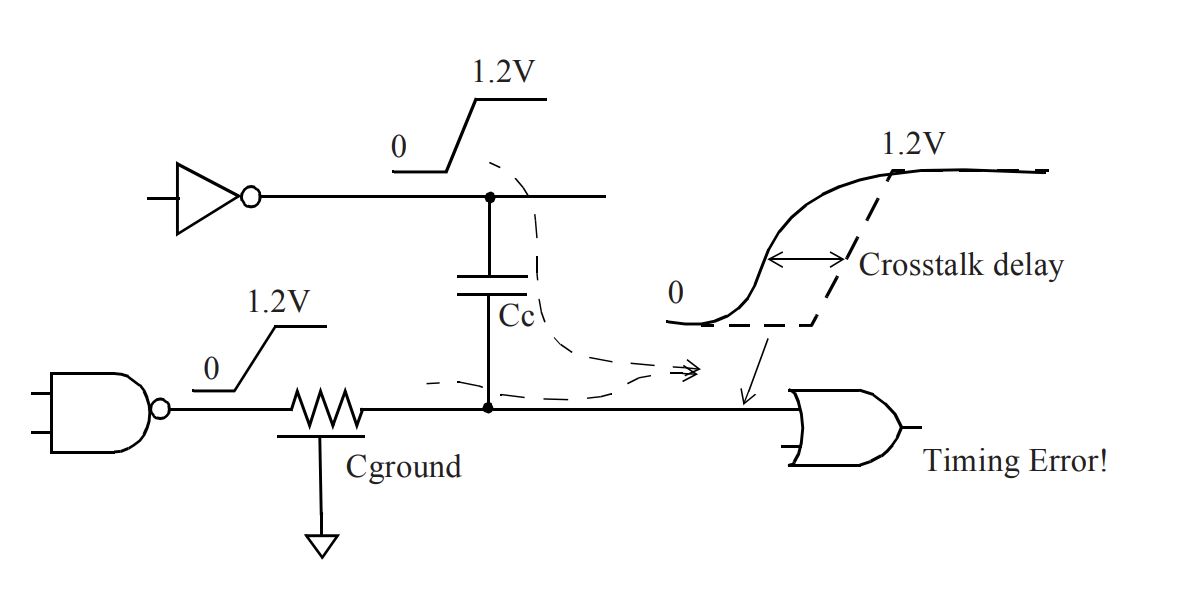 1.2V
0
1.2V
0
Crosstalk delay
1.2V
0
Cc
Cground
Timing Error!